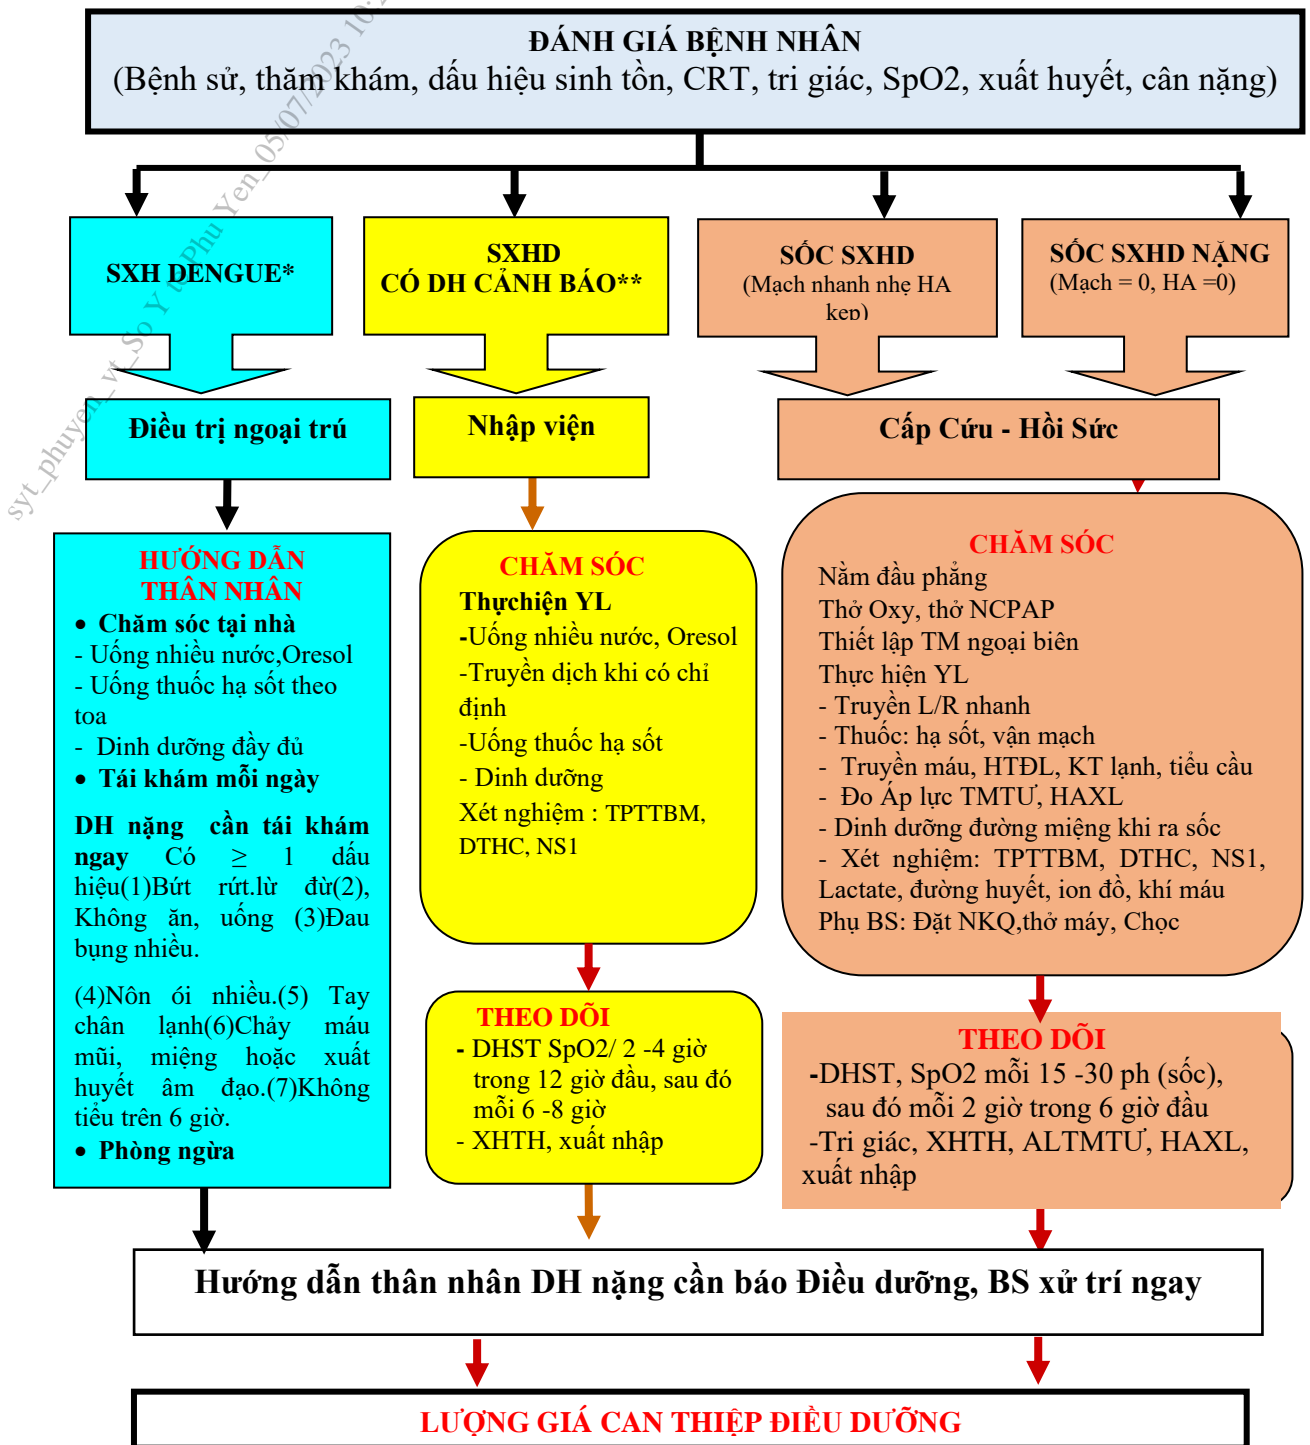 ĐÁNH GIÁ BỆNH NHÂN
(Bệnh sử, thăm khám, dấu hiệu sinh tồn, CRT, tri giác, SpO2, xuất huyết, cân nặng)
SXH DENGUE*
SXHD
CÓ DH CẢNH BÁO**
SỐC SXHD
(Mạch nhanh nhẹ HA
kẹp)
SỐC SXHD NẶNG
(Mạch = 0, HA =0)
Điều trị ngoại trú
Nhập viện
Cấp Cứu - Hồi Sức
HƯỚNG DẪN
THÂN NHÂN
• Chăm sóc tại nhà
- Uống nhiều nước,Oresol
- Uống thuốc hạ sốt theo
toa
- Dinh dưỡng đầy đủ
• Tái khám mỗi ngày
DH nặng cần tái khám
ngay Có ≥ 1 dấu
hiệu(1)Bứt rứt.lừ đừ(2),
Không ăn, uống (3)Đau
bụng nhiều.
(4)Nôn ói nhiều.(5) Tay
chân lạnh(6)Chảy máu
mũi, miệng hoặc xuất
huyết âm đạo.(7)Không
tiểu trên 6 giờ.
• Phòng ngừa
CHĂM SÓC
Thựchiện YL
-Uống nhiều nước, Oresol
-Truyền dịch khi có chỉ
định
-Uống thuốc hạ sốt
- Dinh dưỡng
Xét nghiệm : TPTTBM,
DTHC, NS1
CHĂM SÓC
Nằm đầu phẳng
Thở Oxy, thở NCPAP
Thiết lập TM ngoại biên
Thực hiện YL
- Truyền L/R nhanh
- Thuốc: hạ sốt, vận mạch
- Truyền máu, HTĐL, KT lạnh, tiểu cầu
- Đo Áp lực TMTƯ, HAXL
- Dinh dưỡng đường miệng khi ra sốc
- Xét nghiệm: TPTTBM, DTHC, NS1,
Lactate, đường huyết, ion đồ, khí máu
Phụ BS: Đặt NKQ,thở máy, Chọc
THEO DÕI
- DHST SpO2/ 2 -4 giờ
trong 12 giờ đầu, sau đó
mỗi 6 -8 giờ
- XHTH, xuất nhập
THEO DÕI
-DHST, SpO2 mỗi 15 -30 ph (sốc),
sau đó mỗi 2 giờ trong 6 giờ đầu
-Tri giác, XHTH, ALTMTƯ, HAXL,
xuất nhập
Hướng dẫn thân nhân DH nặng cần báo Điều dưỡng, BS xử trí ngay
LƯỢNG GIÁ CAN THIỆP ĐIỀU DƯỠNG
syt_phuyen_vt_So Y te Phu Yen_05/07/2023 10: